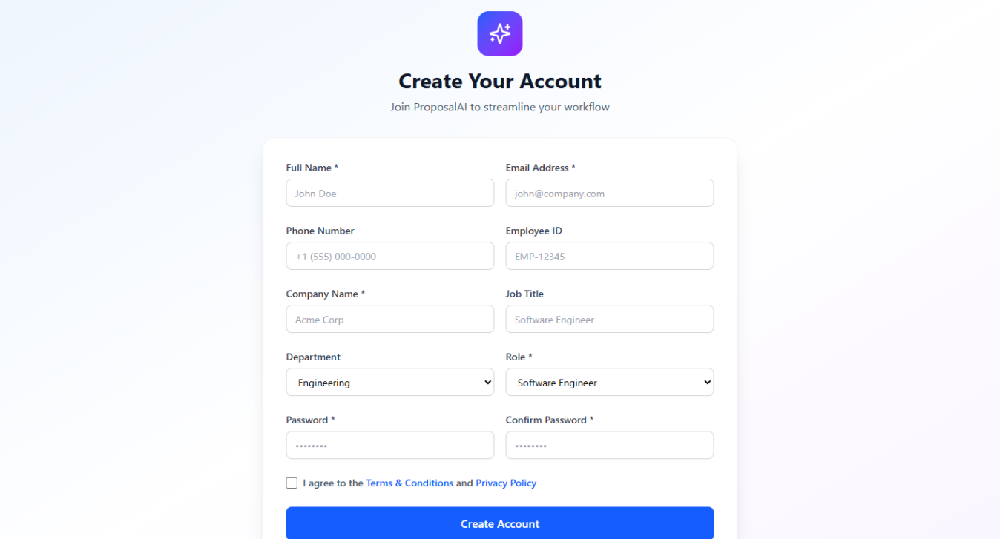 Create Your Account
Join ProposalAI to streamline your workflow
Full Name *
Email Address *
John Doe
john@company.com
Phone Number
Employee ID
+1 (555) 000-0000
EMP-12345
Company Name *
Job Title
Acme Corp
Software Engineer
Department
Role *
Engineering
Software Engineer
Password *
Confirm Password *
••••••••
••••••••
I agree to the Terms & Conditions and Privacy Policy
Create Account